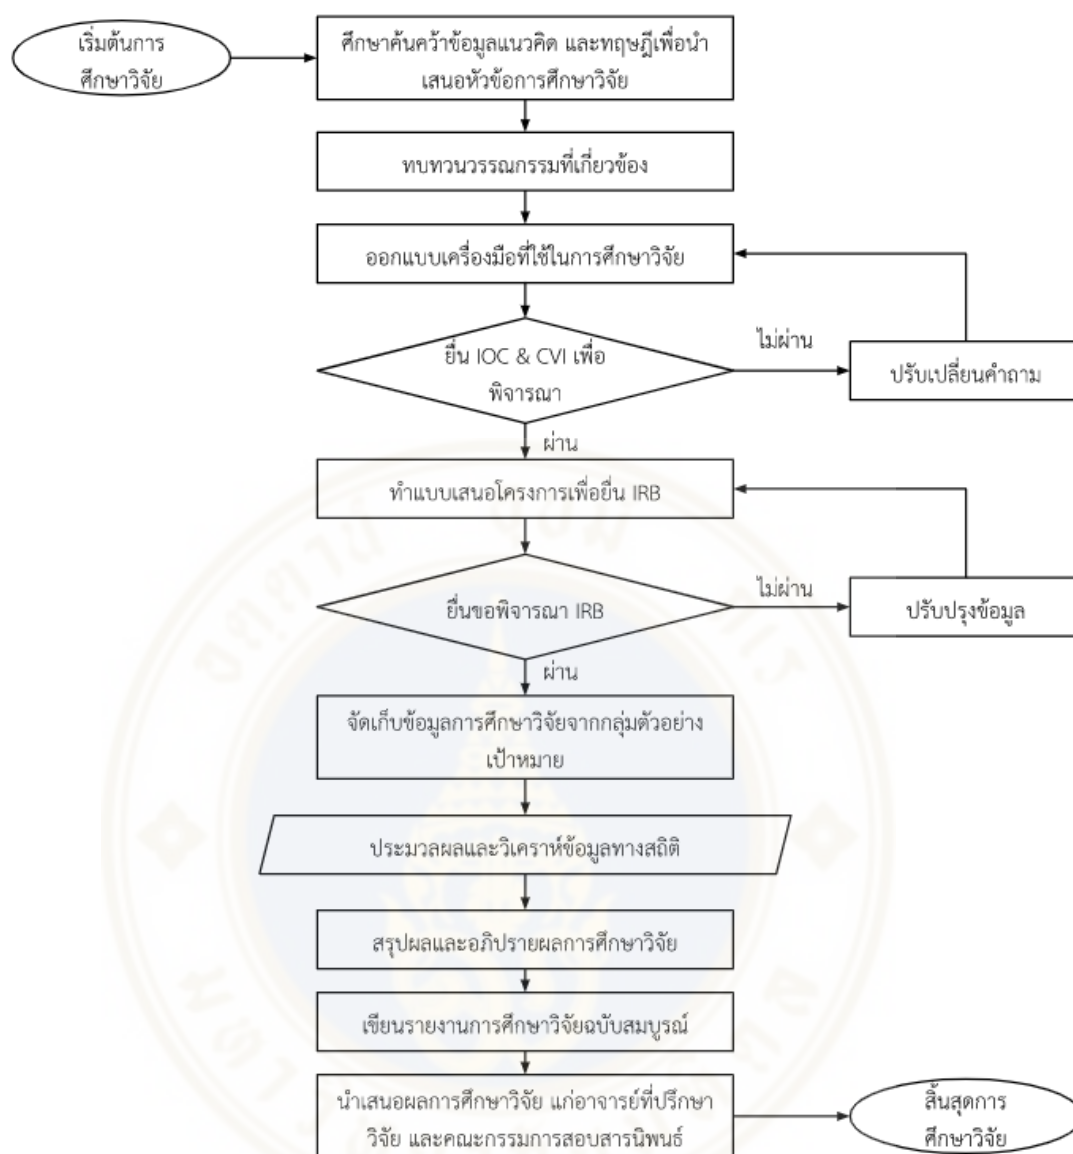 เริ่มต้นการ
ศึกษาวิจัย
ศึกษาค้นคว้าข้อมูลแนวคิด และทฤษฎีเพื่อนำ
เสนอหัวข้อการศึกษาวิจัย
ทบทวนวรรณกรรมที่เกี่ยวข้อง
ออกแบบเครื่องมือที่ใช้ในการศึกษาวิจัย
ยื่น IOC & CVI เพื่อ
พิจารณา
ไม่ผ่าน
ปรับเปลี่ยนคำถาม
ผ่าน
ทำแบบเสนอโครงการเพื่อยื่น IRB
ยื่นขอพิจารณา IRB
ไม่ผ่าน
ปรับปรุงข้อมูล
ผ่าน
จัดเก็บข้อมูลการศึกษาวิจัยจากกลุ่มตัวอย่าง
เป้าหมาย
ประมวลผลและวิเคราะห์ข้อมูลทางสถิติ
สรุปผลและอภิปรายผลการศึกษาวิจัย
เขียนรายงานการศึกษาวิจัยฉบับสมบูรณ์
นำเสนอผลการศึกษาวิจัย แก่อาจารย์ที่ปรึกษา
วิจัย และคณะกรรมการสอบสารนิพนธ์
สิ้นสุดการ
ศึกษาวิจัย